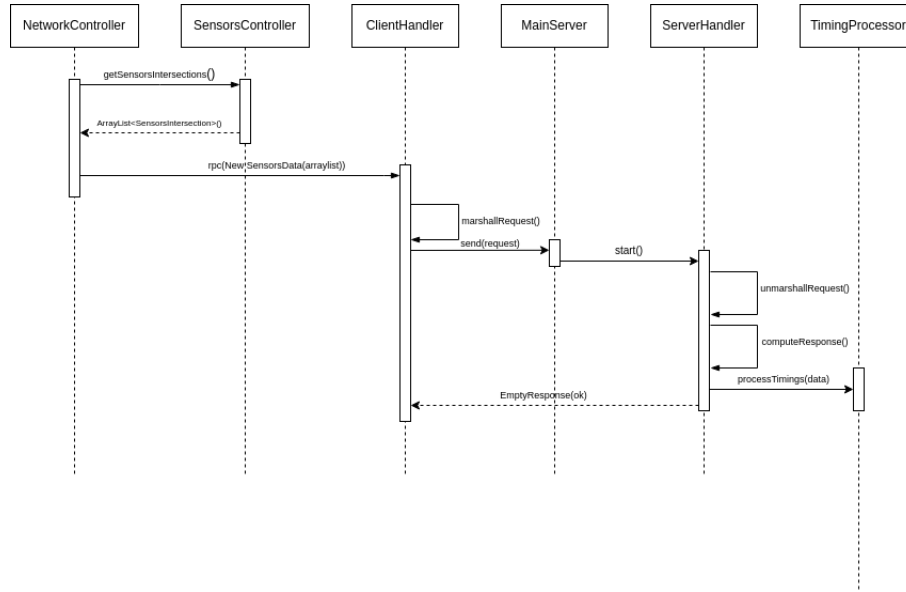 NetworkController
SensorsController
ClientHandler
MainServer
ServerHandler
TimingProcessor
getSensorsIntersections()
ArrayList<SensorsIntersection>()
rpc(New SensorsData(arraylist))
marshallRequest()
send(request)
start()
unmarshallRequest()
computeResponse()
processTimings(data)
EmptyResponse(ok)